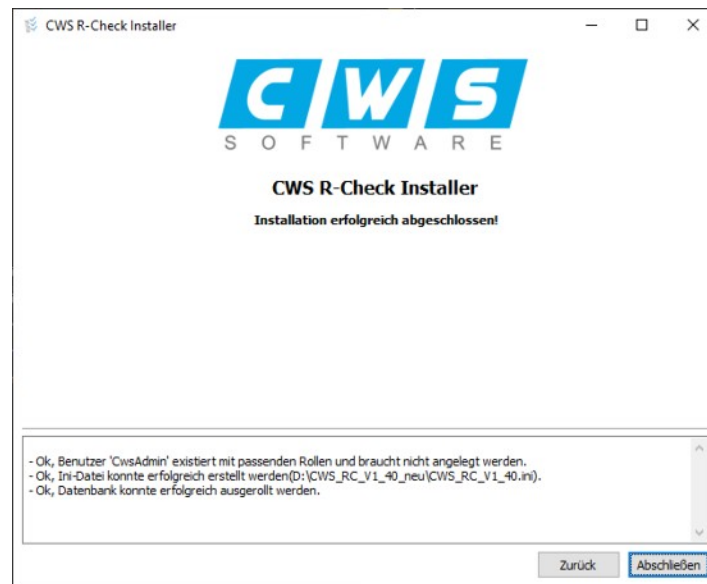 CWS R-Check Installer
CWS
SOFTWARE
CWS R-Check Installer
Installation erfolgreich abgeschlossen!
- Ok, Benutzer 'CwsAdmin' existiert mit passenden Rollen und braucht nicht angelegt werden.
- Ok, Ini-Datei konnte erfolgreich erstellt werden(D:\CWS_RC_V1_40_neu\CWS_RC_V1_40.ini).
- Ok, Datenbank konnte erfolgreich ausgerollt werden.
Zurück Abschließen